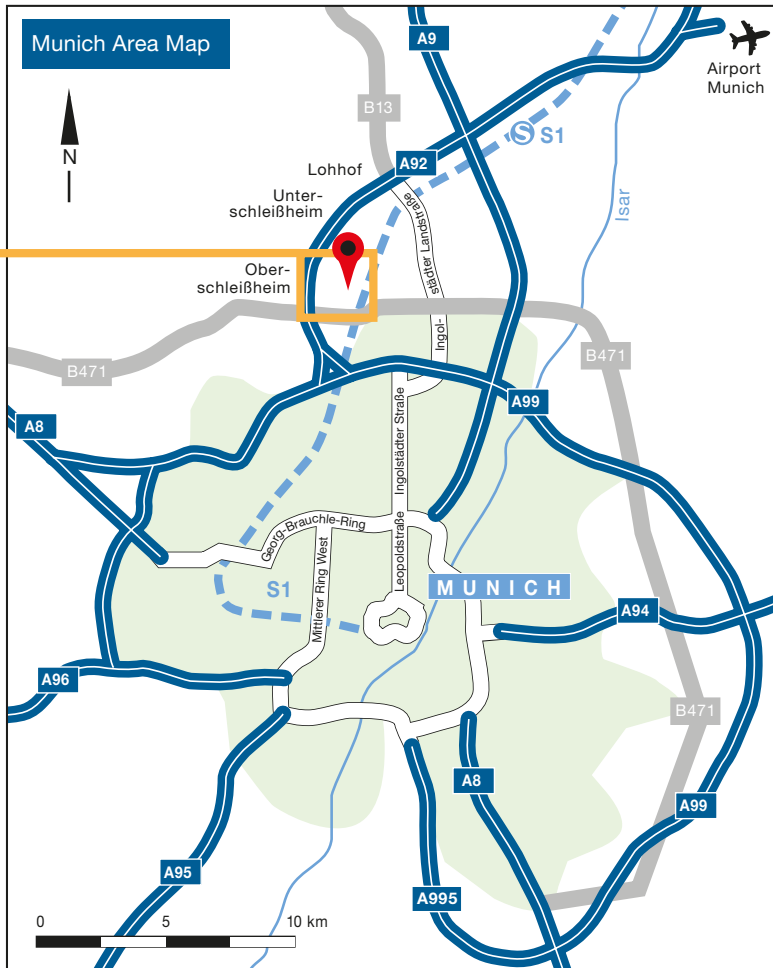 Munich Area Map
A9
Airport
Munich
B13
S S1
N
Lohhof
A92
Unter-
schleißheim
Isar
Ober-
schleißheim
Ingol-
städter Landstraße
B471
B471
A99
A8
Ingolstädter Straße
Georg-Brauchle-Ring
Leopoldstraße
Mittlerer Ring West
S1
MUNICH
A94
A96
B471
A8
A99
A95
A995
0 5 10 km